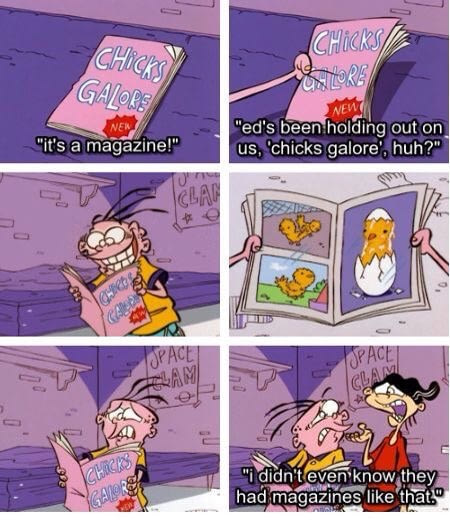 CHiCKS
GALORE
NEW
"it's a magazine!"
CHiCKS
GALORE
NEW
"ed's been holding out on
us, 'chicks galore', huh?"
CLAM
CHiCKS
GALORE
SPACE
CLAM
CHiCKS
GALOR
NEW
SPACE
CLAM
"i didn't even know they
had magazines like that."